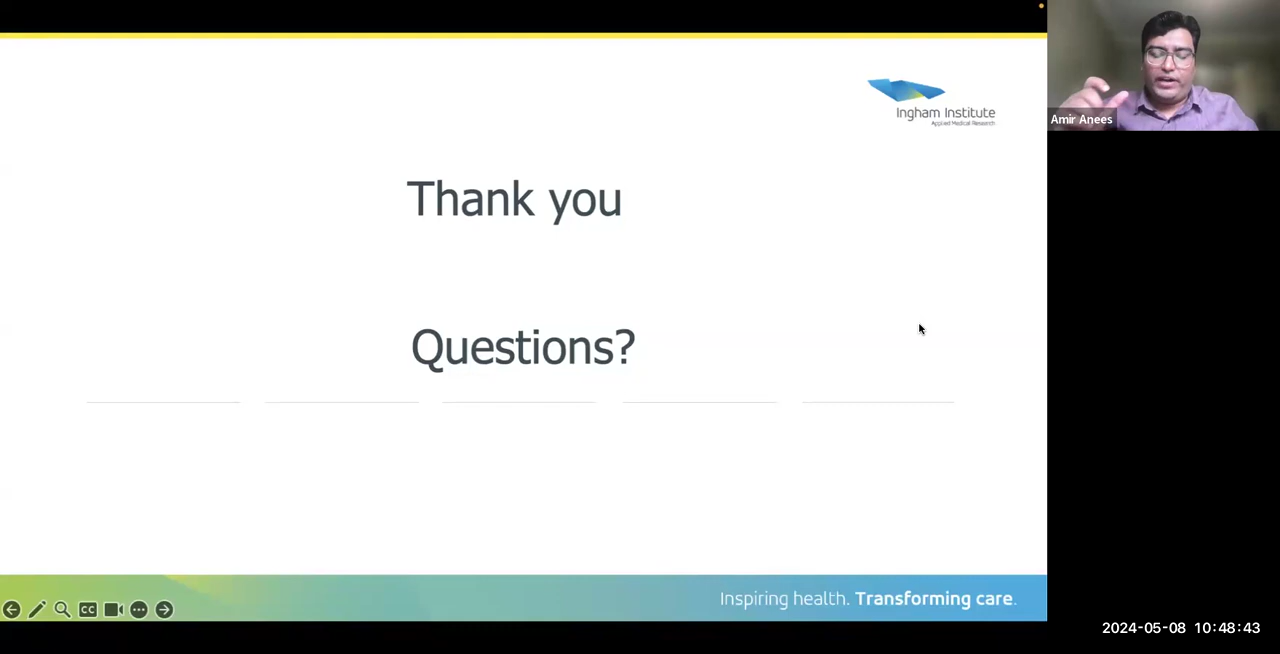 Ingham Institute
Applied Medical Research
Amir Anees
Thank you
Questions?
CC
Inspiring health. Transforming care.
2024-05-08 10:48:43